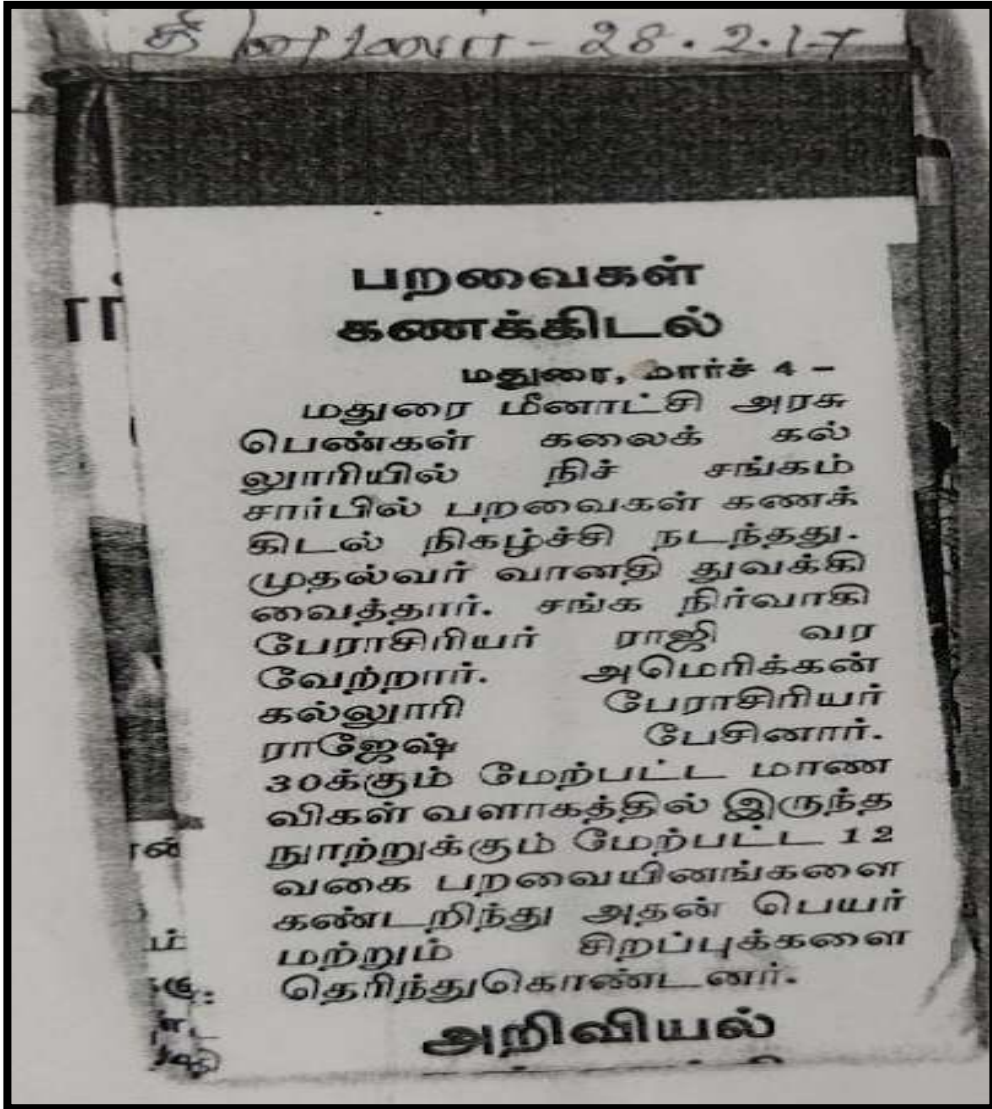 28.2.17
பறவைகள்
கணக்கிடல்
மதுரை, மார்ச் 4 –
மதுரை மீனாட்சி அரசு
பெண்கள் கலைக் கல்
லூரியில் நிச் சங்கம்
சார்பில் பறவைகள் கணக்
கிடல் நிகழ்ச்சி நடந்தது.
முதல்வர் வானதி துவக்கி
வைத்தார். சங்க நிர்வாகி
பேராசிரியர் ராஜி வர
வேற்றார். அமெரிக்கன்
கல்லூரி பேராசிரியர்
ராஜேஷ் பேசினார்.
30க்கும் மேற்பட்ட மாண
விகள் வளாகத்தில் இருந்த
நூற்றுக்கும் மேற்பட்ட 12
வகை பறவையினங்களை
கண்டறிந்து அதன் பெயர்
மற்றும் சிறப்புக்களை
தெரிந்துகொண்டனர்.
அறிவியல்